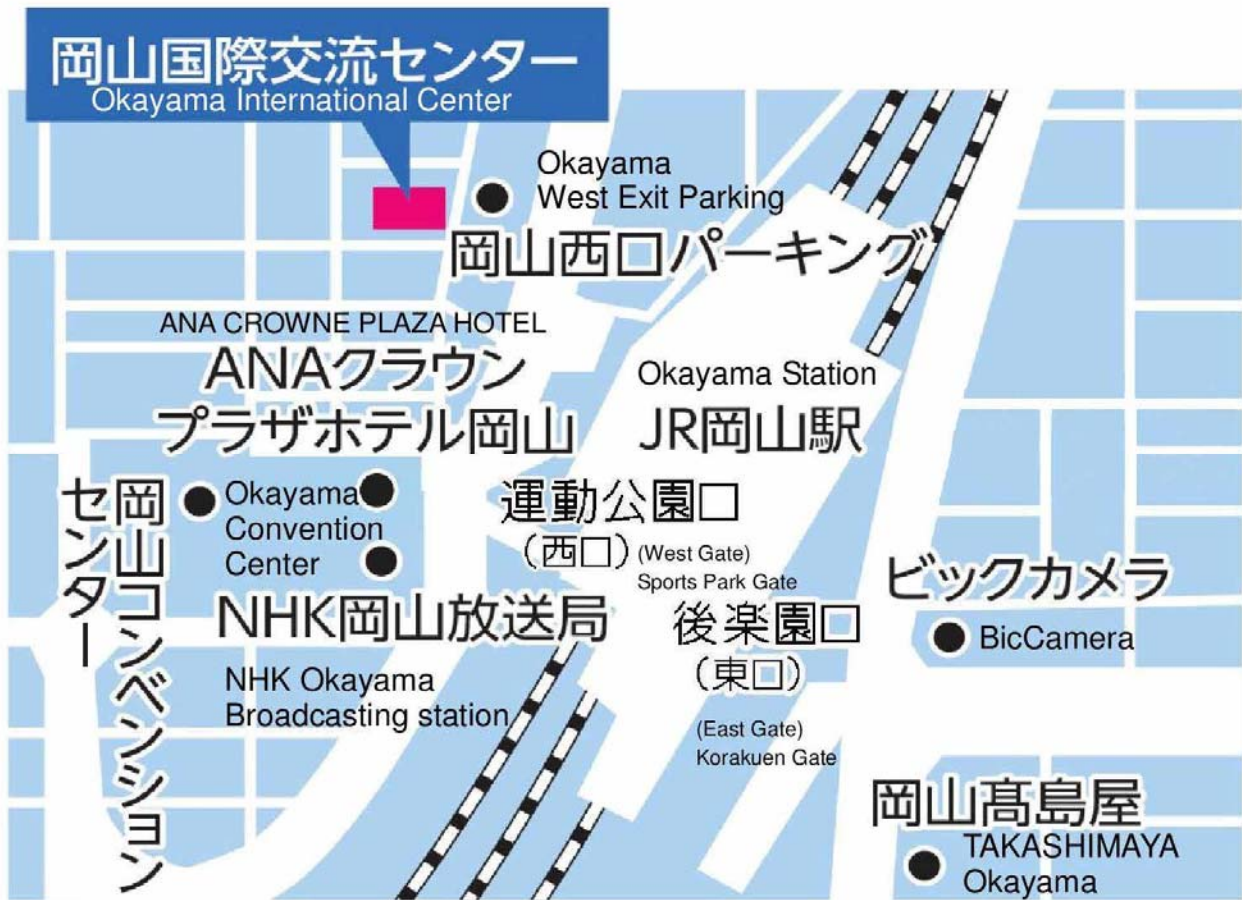 岡山国際交流センター
Okayama International Center
Okayama
West Exit Parking
岡山西口パーキング
ANA CROWNE PLAZA HOTEL
ANAクラウン
プラザホテル岡山
Okayama Station
JR岡山駅
岡山コンベンション
センター
Okayama
Convention
Center
運動公園口
(西口)
(West Gate)
Sports Park Gate
NHK岡山放送局
NHK Okayama
Broadcasting station
後楽園口
(東口)
(East Gate)
Korakuen Gate
ビックカメラ
BicCamera
岡山髙島屋
TAKASHIMAYA
Okayama